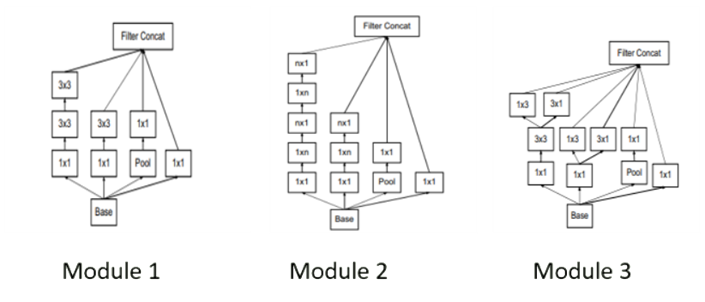 Filter Concat
3x3
3x3
3x3
1x1
1x1
1x1
Pool
1x1
Base
Module 1
Filter Concat
nx1
1xn
nx1
nx1
1xn
1xn
1x1
1x1
1x1
Pool
1x1
Base
Module 2
Filter Concat
1x3
3x1
3x3
1x3
3x1
1x1
1x1
1x1
Pool
1x1
Base
Module 3